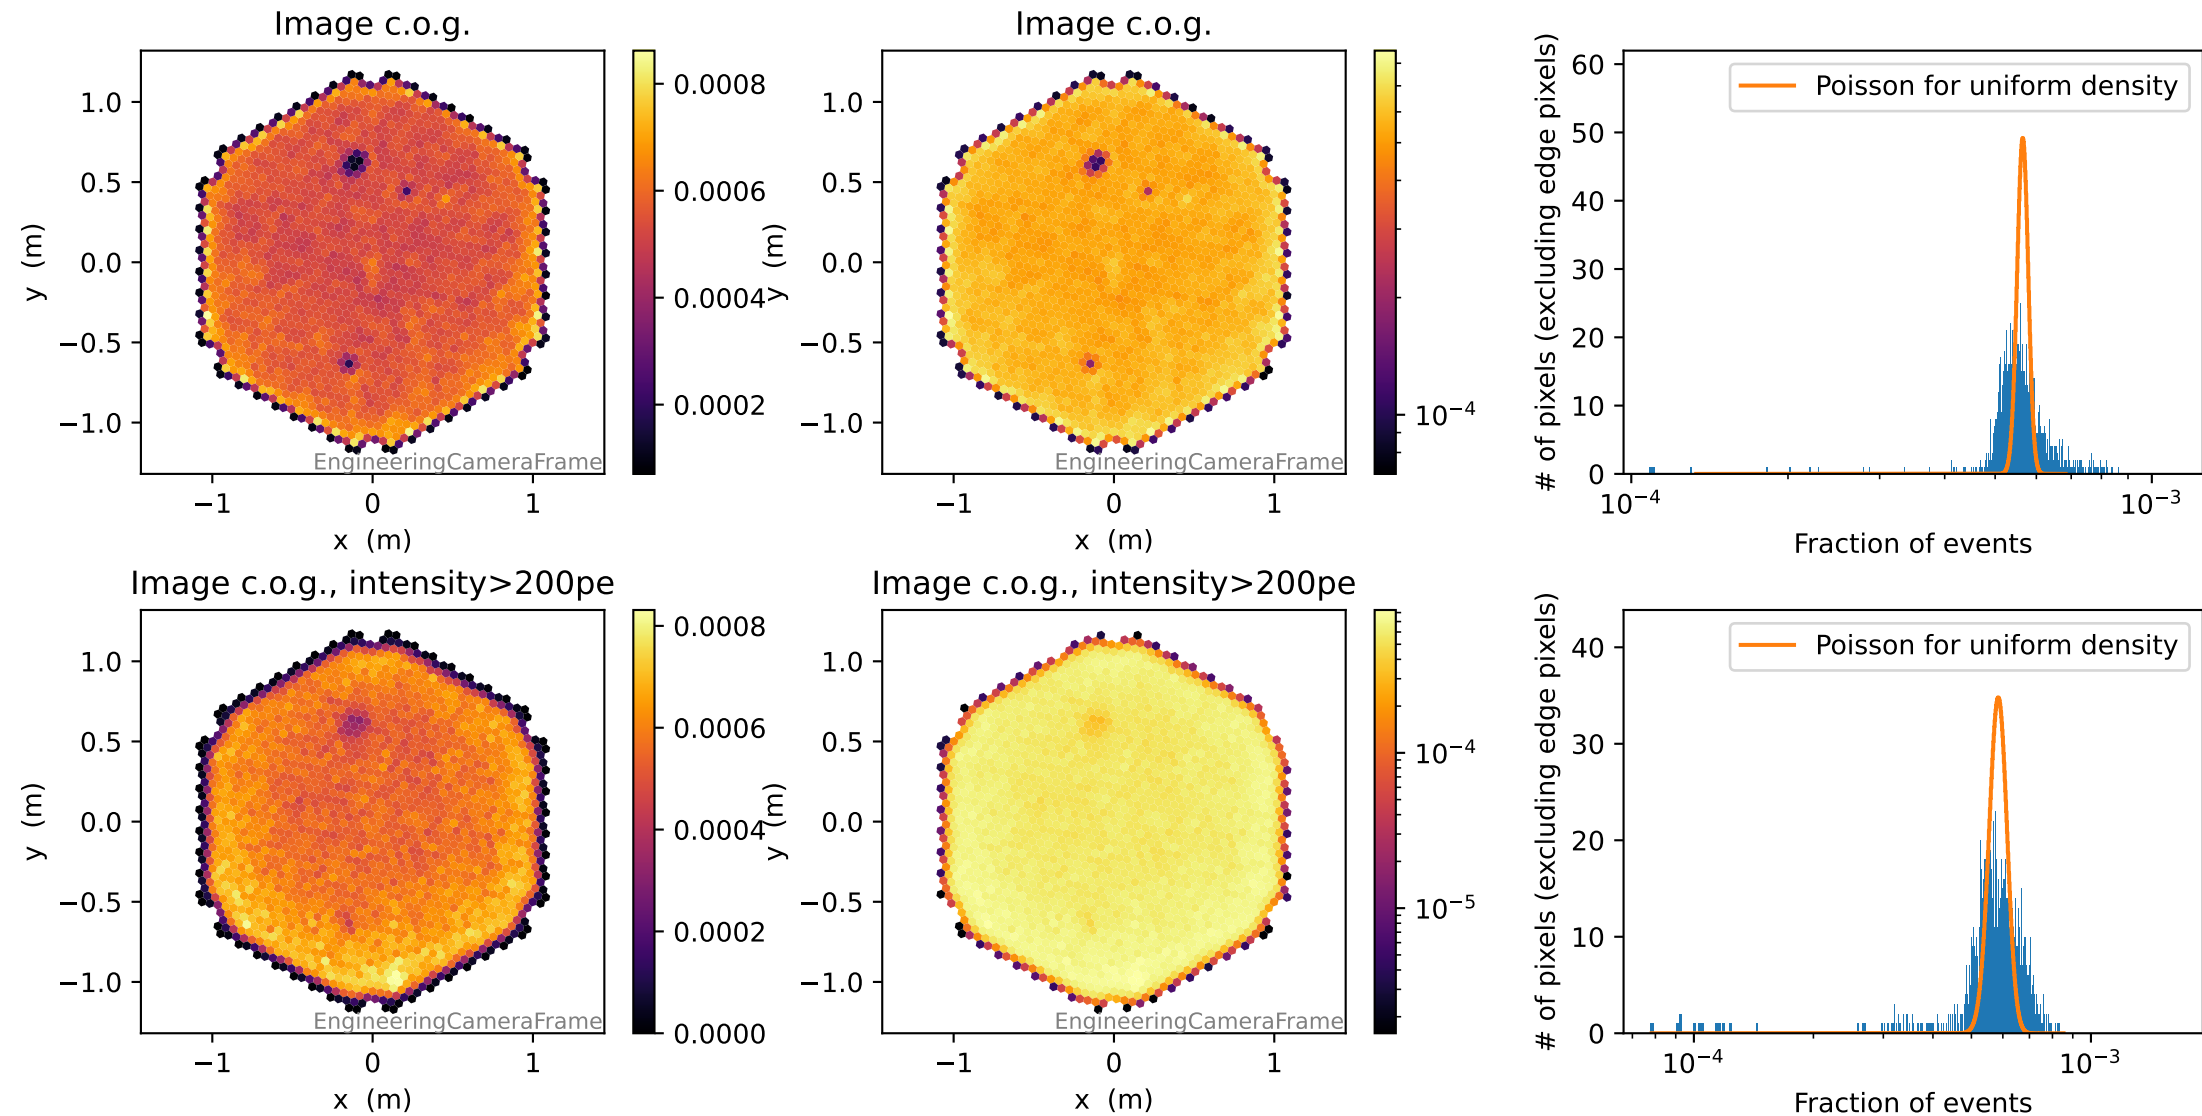 Image c.o.g.
1.0
0.5
0.0
−0.5
−1.0
y (m)
−1
0
1
x (m)
EngineeringCameraFrame
0.0008
0.0006
0.0004
0.0002
Image c.o.g.
1.0
0.5
0.0
−0.5
−1.0
y (m)
−1
0
1
x (m)
EngineeringCameraFrame
10⁻⁴
# of pixels (excluding edge pixels)
60
50
40
30
20
10
0
Poisson for uniform density
10⁻⁴
10⁻³
Fraction of events
Image c.o.g., intensity>200pe
1.0
0.5
0.0
−0.5
−1.0
y (m)
−1
0
1
x (m)
EngineeringCameraFrame
0.0008
0.0006
0.0004
0.0002
0.0000
Image c.o.g., intensity>200pe
1.0
0.5
0.0
−0.5
−1.0
y (m)
−1
0
1
x (m)
EngineeringCameraFrame
10⁻⁴
10⁻⁵
# of pixels (excluding edge pixels)
40
30
20
10
0
Poisson for uniform density
10⁻⁴
10⁻³
Fraction of events